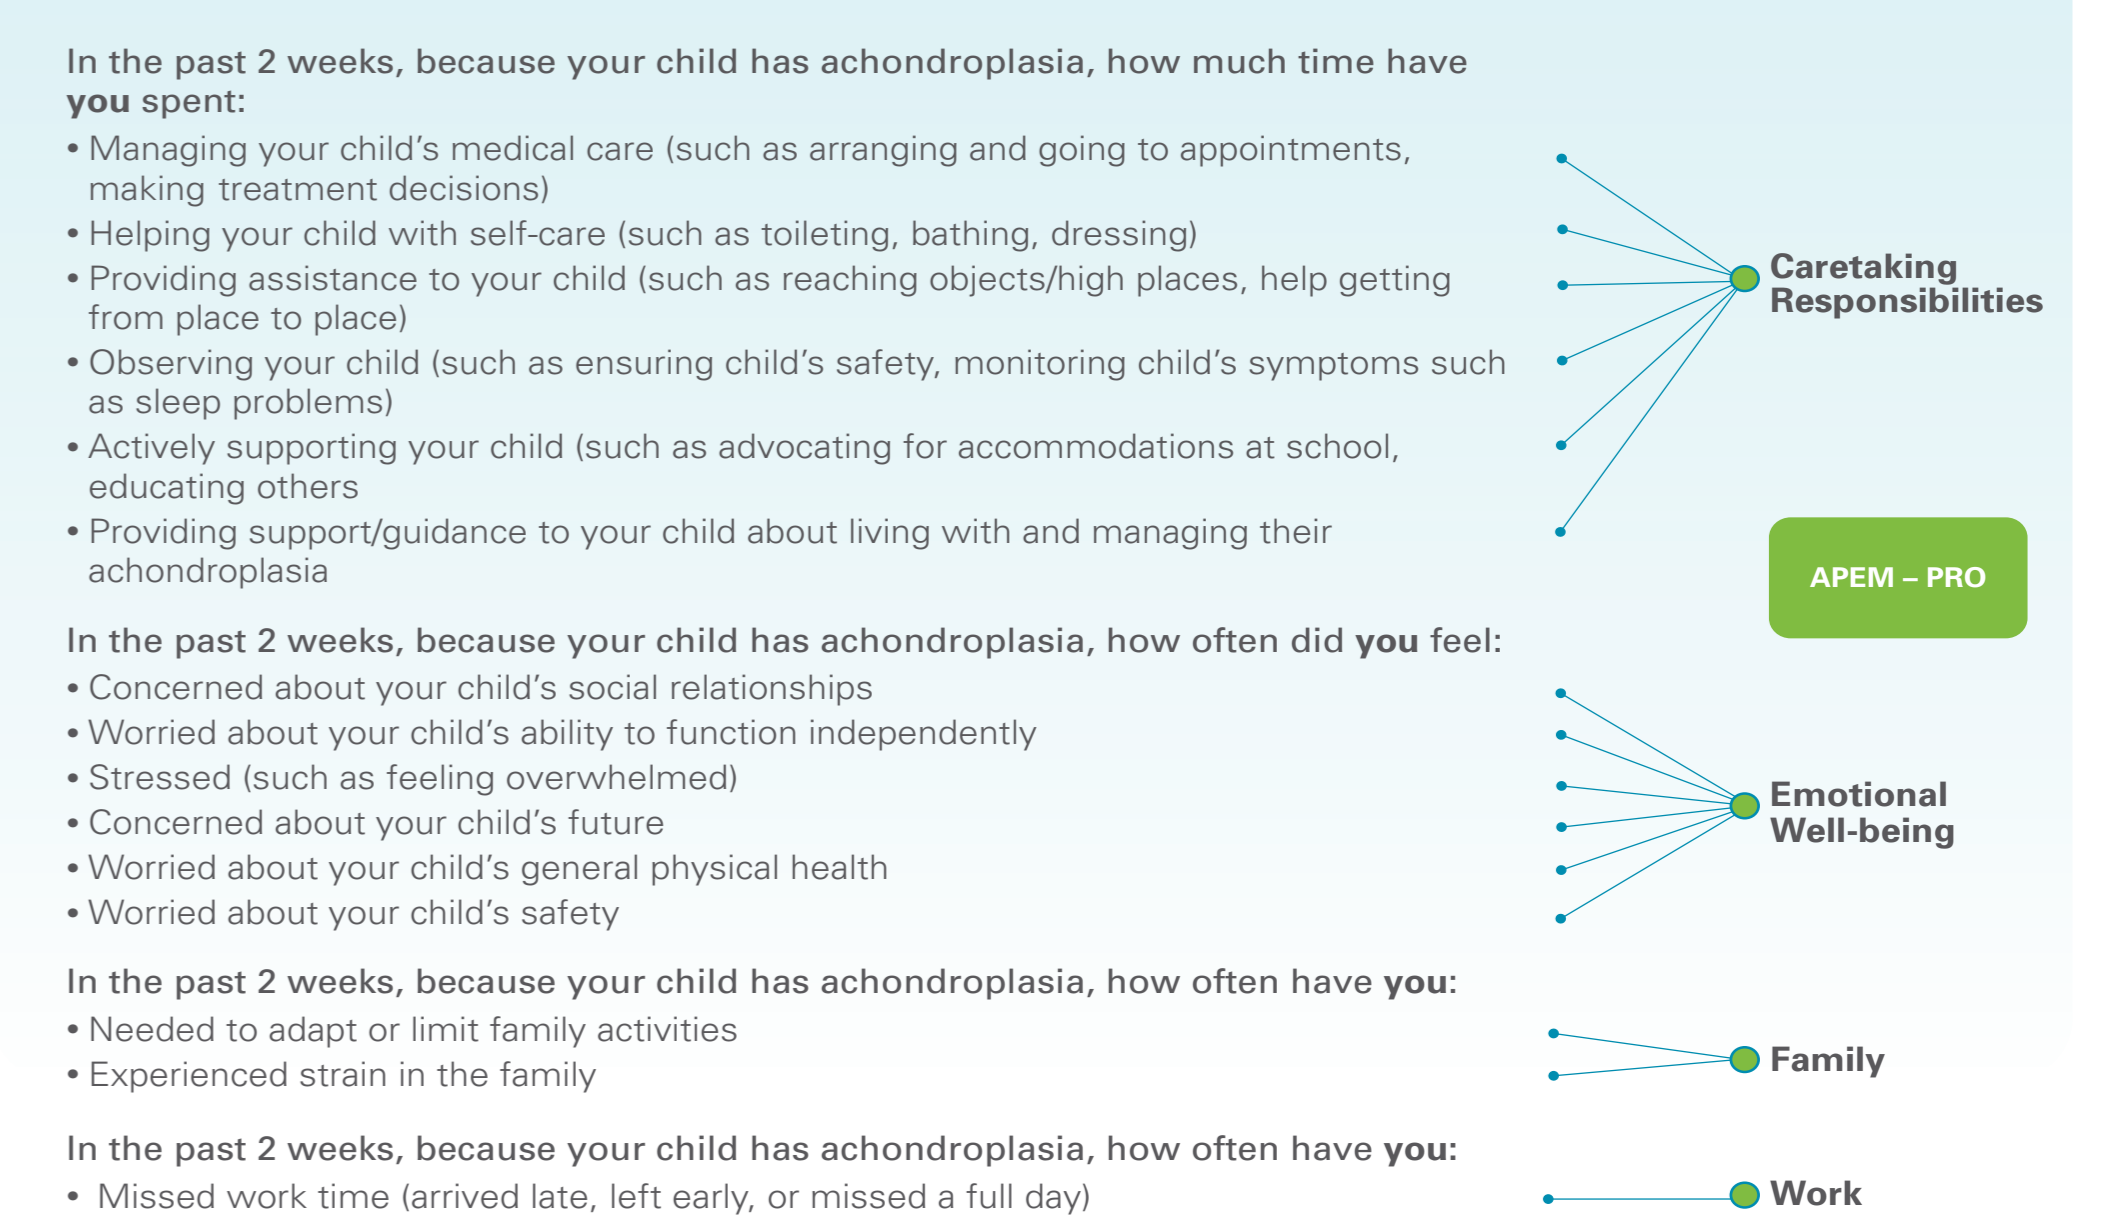 In the past 2 weeks, because your child has achondroplasia, how much time have
you spent:
• Managing your child's medical care (such as arranging and going to appointments,
making treatment decisions)
• Helping your child with self-care (such as toileting, bathing, dressing)
• Providing assistance to your child (such as reaching objects/high places, help getting
from place to place)
• Observing your child (such as ensuring child's safety, monitoring child's symptoms such
as sleep problems)
• Actively supporting your child (such as advocating for accommodations at school,
educating others
• Providing support/guidance to your child about living with and managing their
achondroplasia
Caretaking
Responsibilities
APEM – PRO
In the past 2 weeks, because your child has achondroplasia, how often did you feel:
• Concerned about your child's social relationships
• Worried about your child's ability to function independently
• Stressed (such as feeling overwhelmed)
• Concerned about your child's future
• Worried about your child's general physical health
• Worried about your child's safety
Emotional
Well-being
In the past 2 weeks, because your child has achondroplasia, how often have you:
• Needed to adapt or limit family activities
• Experienced strain in the family
Family
In the past 2 weeks, because your child has achondroplasia, how often have you:
• Missed work time (arrived late, left early, or missed a full day)
Work